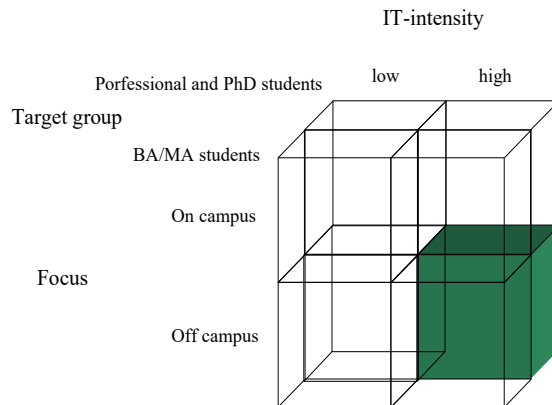 IT-intensity
low high
Porfessional and PhD students
Target group
BA/MA students
On campus
Focus
Off campus